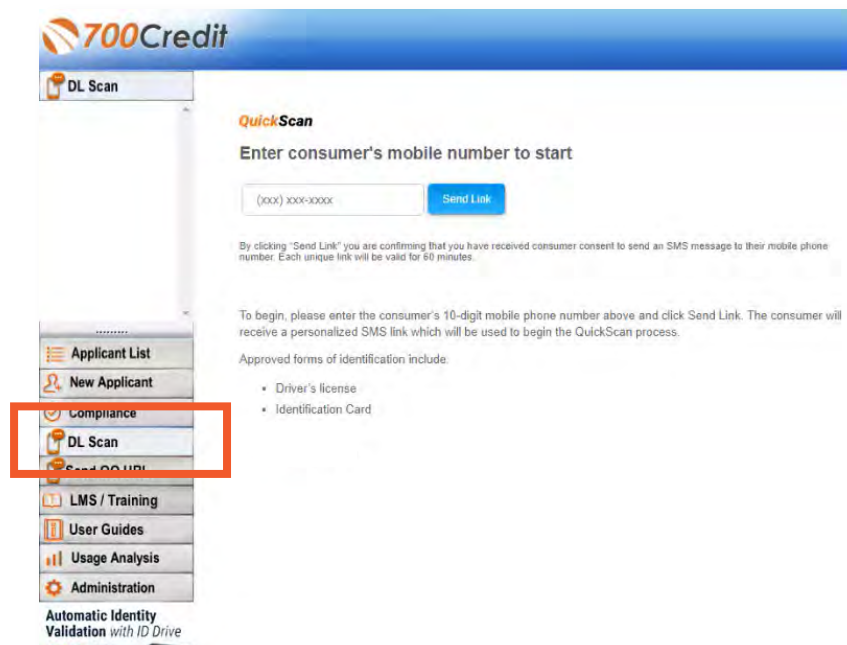 700Credit
DL Scan
QuickScan
Enter consumer's mobile number to start
(xxx) xxx-xxxx
Send Link
By clicking "Send Link" you are confirming that you have received consumer consent to send an SMS message to their mobile phone
number. Each unique link will be valid for 60 minutes.
To begin, please enter the consumer's 10-digit mobile phone number above and click Send Link. The consumer will
receive a personalized SMS link which will be used to begin the QuickScan process.
Approved forms of identification include:
• Driver's license
• Identification Card
Applicant List
New Applicant
Compliance
DL Scan
Send QQ URL
LMS / Training
User Guides
Usage Analysis
Administration
Automatic Identity
Validation with ID Drive